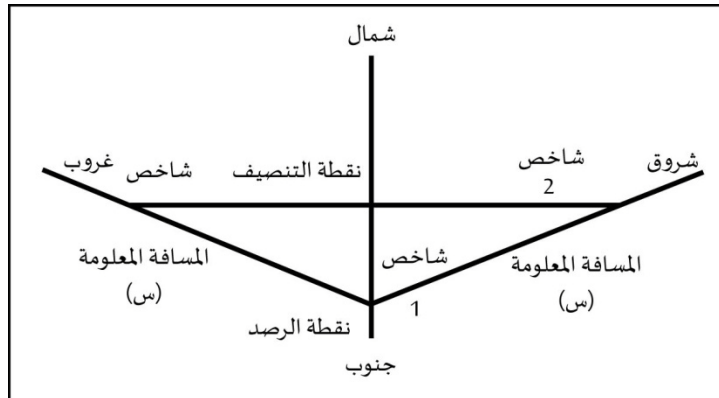 شمال
شروق
شاخص
2
نقطة التنصيف
شاخص
غروب
المسافة المعلومة
(س)
شاخص
1
المسافة المعلومة
(س)
نقطة الرصد
جنوب